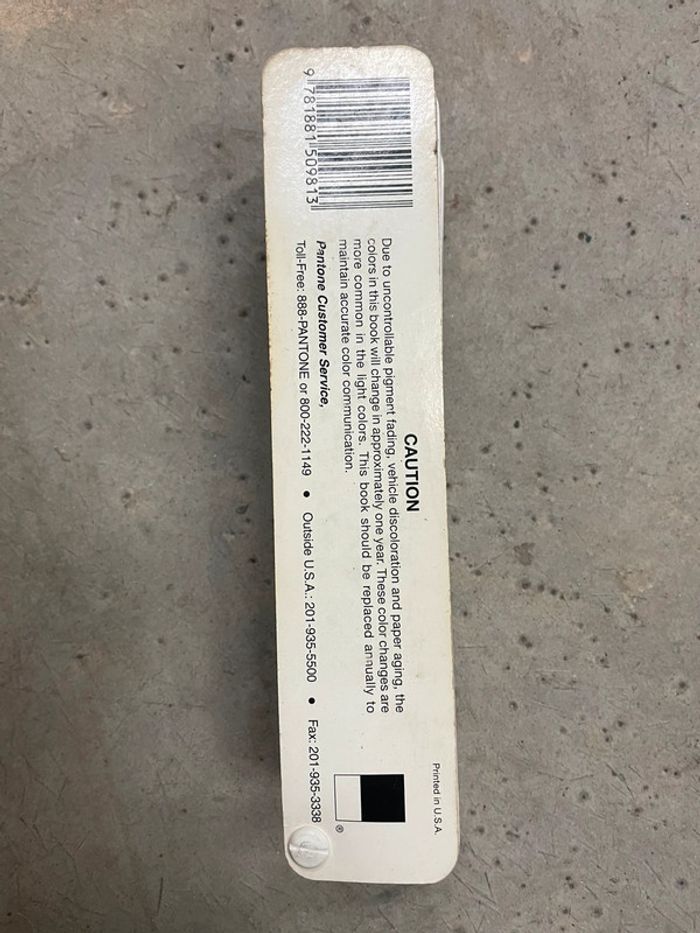 Printed in U.S.A.
CAUTION
Due to uncontrollable pigment fading, vehicle discoloration and paper aging, the
colors in this book will change in approximately one year. These color changes are
more common in the light colors. This book should be replaced annually to
maintain accurate color communication.
Pantone Customer Service,
Toll-Free: 888-PANTONE or 800-222-1149 • Outside U.S.A.: 201-935-5500 • Fax: 201-935-3338
®
9 781881 509813